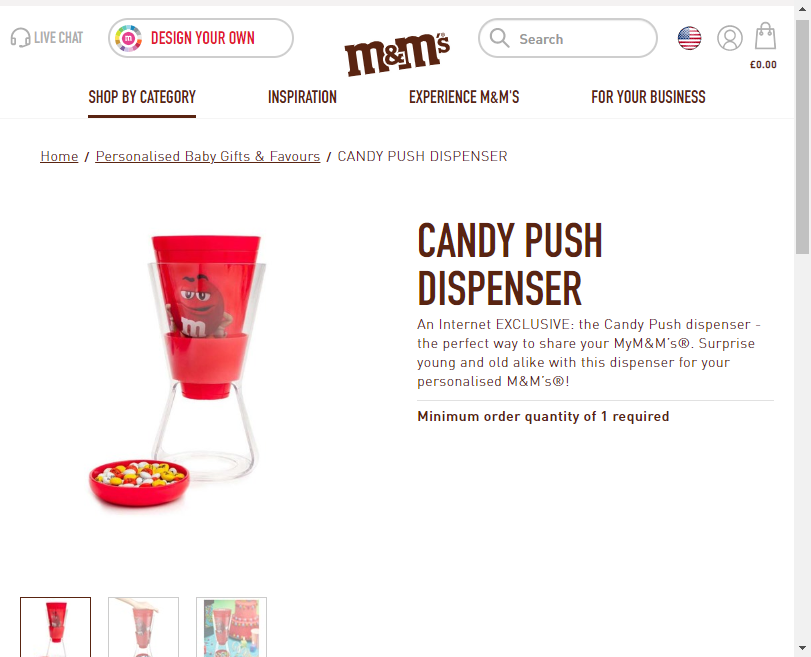 LIVE CHAT
DESIGN YOUR OWN
m
m&m's®
Search
£0.00
SHOP BY CATEGORY
INSPIRATION
EXPERIENCE M&M'S
FOR YOUR BUSINESS
Home / Personalised Baby Gifts & Favours / CANDY PUSH DISPENSER
m
CANDY PUSH
DISPENSER
An Internet EXCLUSIVE: the Candy Push dispenser -
the perfect way to share your MyM&M's®. Surprise
young and old alike with this dispenser for your
personalised M&M's®!
Minimum order quantity of 1 required